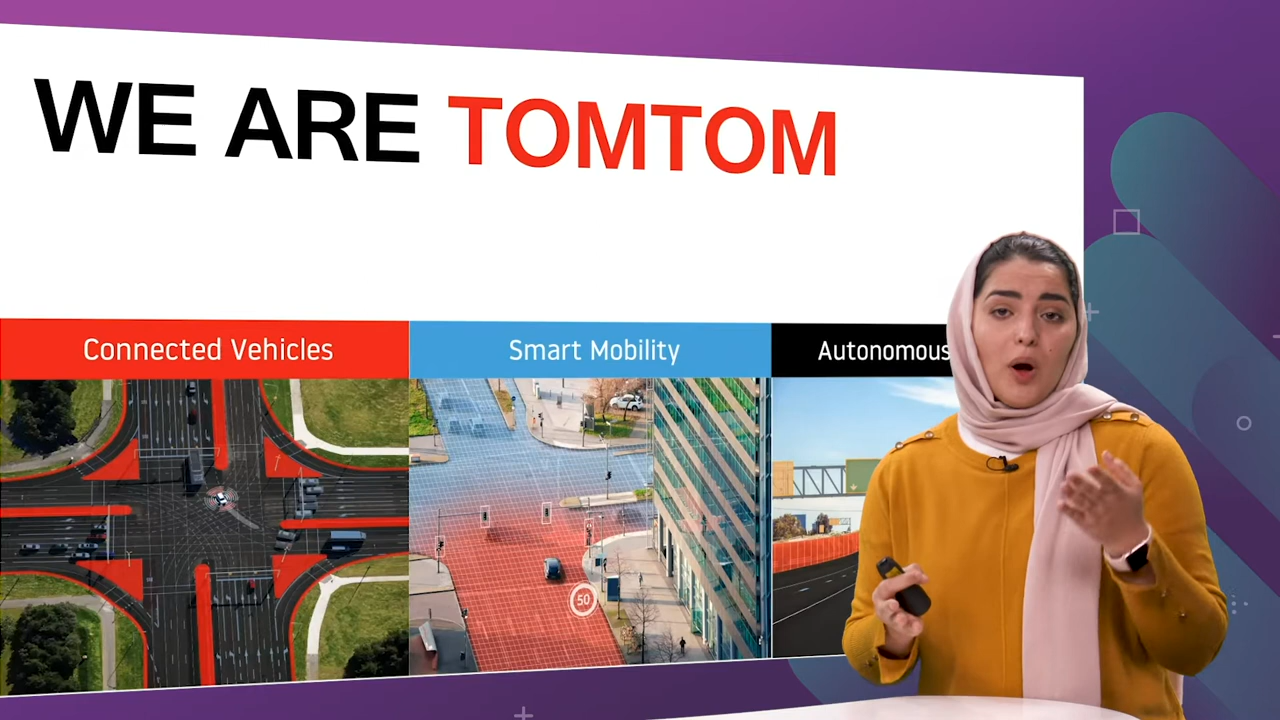 WE ARE TOMTOM
Connected Vehicles
Smart Mobility
Autonomous
50